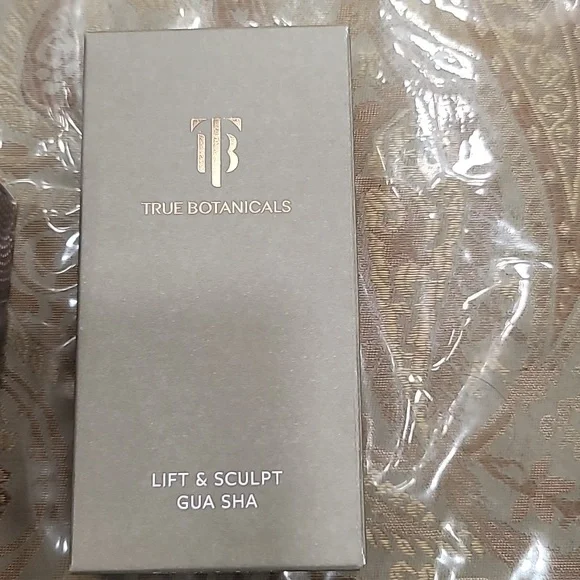 TB
TRUE BOTANICALS
LIFT & SCULPT
GUA SHA